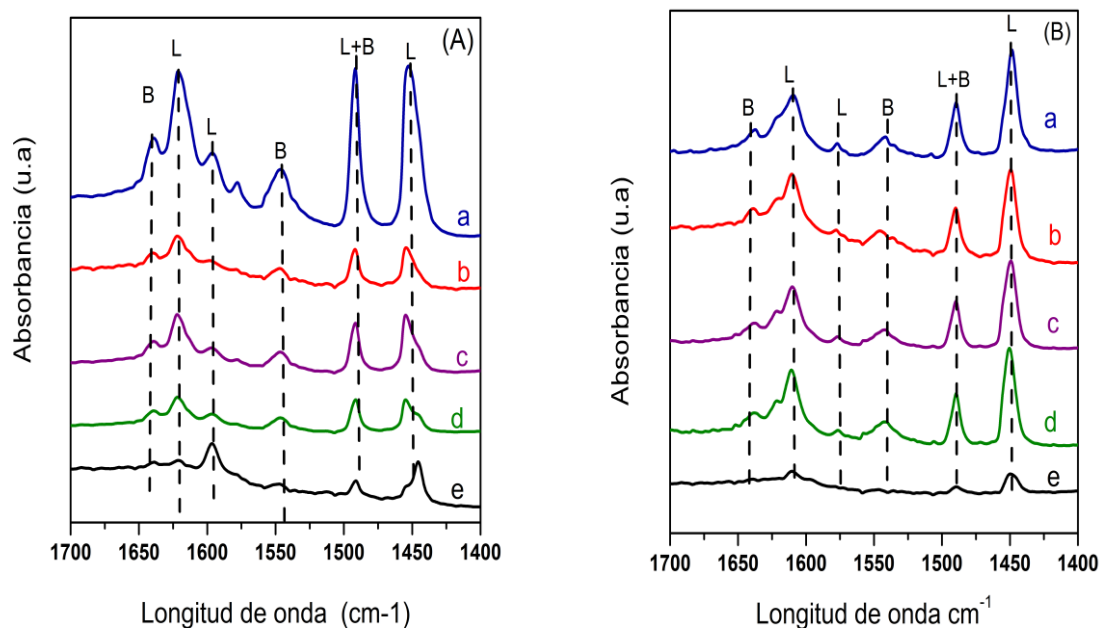 (A)
Absorbancia (u.a)
B
L
L
B
L+B
L
a
b
c
d
e
1700 1650 1600 1550 1500 1450 1400
Longitud de onda (cm-1)
(B)
Absorbancia (u.a)
B
L
L
B
L+B
L
a
b
c
d
e
1700 1650 1600 1550 1500 1450 1400
Longitud de onda cm⁻¹